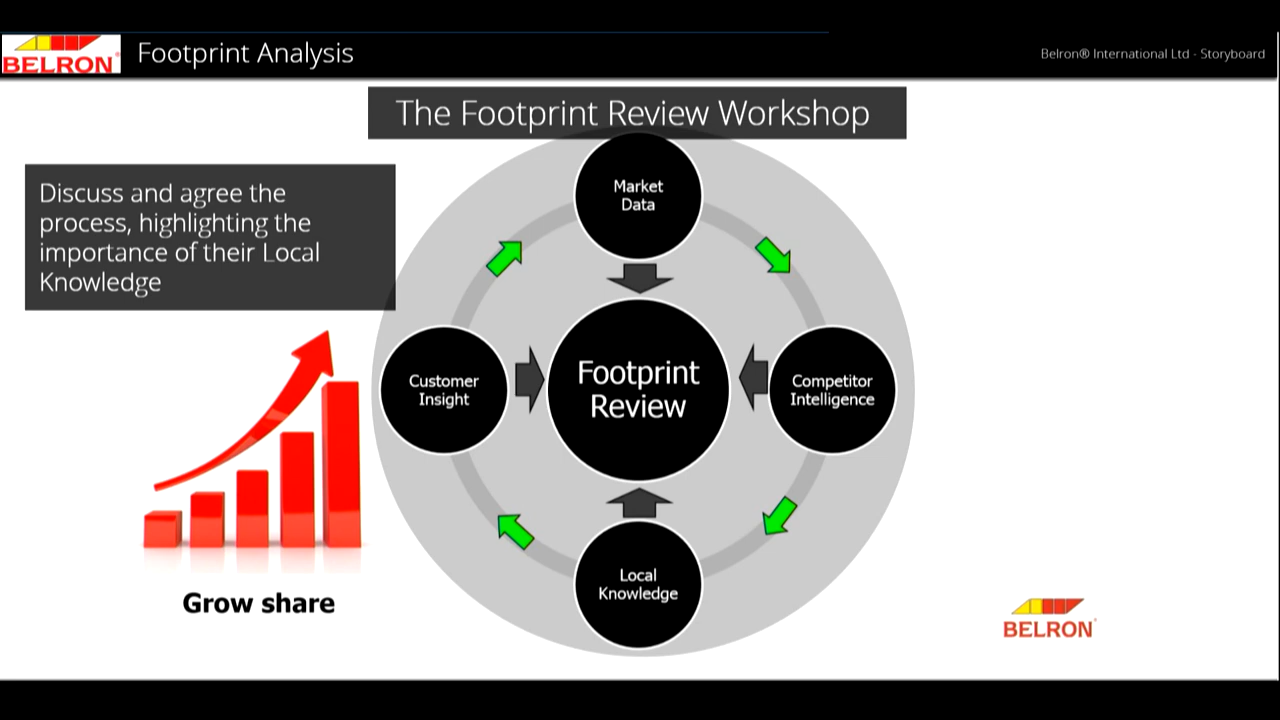 BELRON®
Footprint Analysis
Belron® International Ltd - Storyboard
The Footprint Review Workshop
Discuss and agree the
process, highlighting the
importance of their Local
Knowledge
Market
Data
Customer
Insight
Footprint
Review
Competitor
Intelligence
Local
Knowledge
Grow share
BELRON®